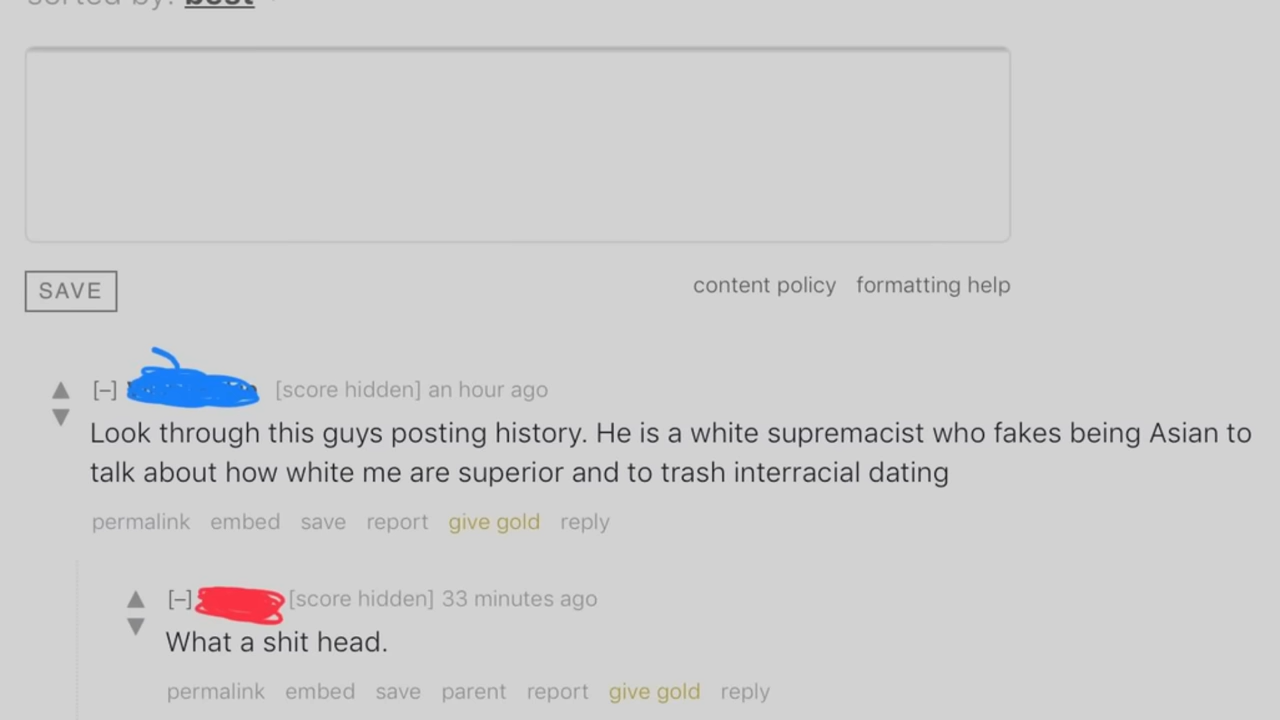 sorted by: best
SAVE
content policy formatting help
[–] [score hidden] an hour ago
Look through this guys posting history. He is a white supremacist who fakes being Asian to
talk about how white me are superior and to trash interracial dating
permalink embed save report give gold reply
[–] [score hidden] 33 minutes ago
What a shit head.
permalink embed save parent report give gold reply